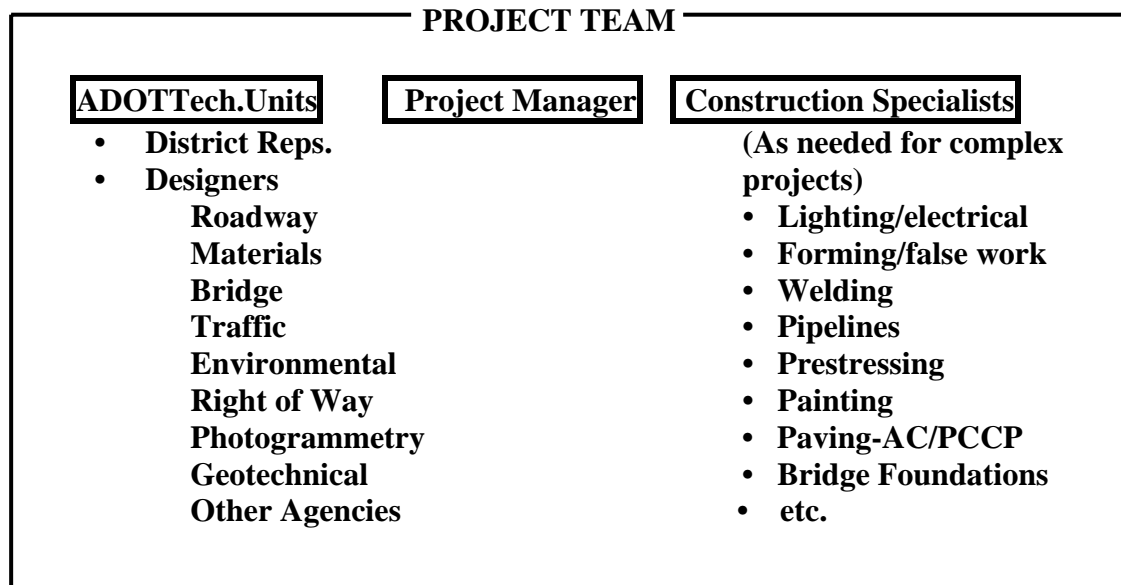 PROJECT TEAM
ADOTTech.Units
Project Manager
Construction Specialists
• District Reps.
• Designers
Roadway
Materials
Bridge
Traffic
Environmental
Right of Way
Photogrammetry
Geotechnical
Other Agencies
(As needed for complex
projects)
• Lighting/electrical
• Forming/false work
• Welding
• Pipelines
• Prestressing
• Painting
• Paving-AC/PCCP
• Bridge Foundations
• etc.